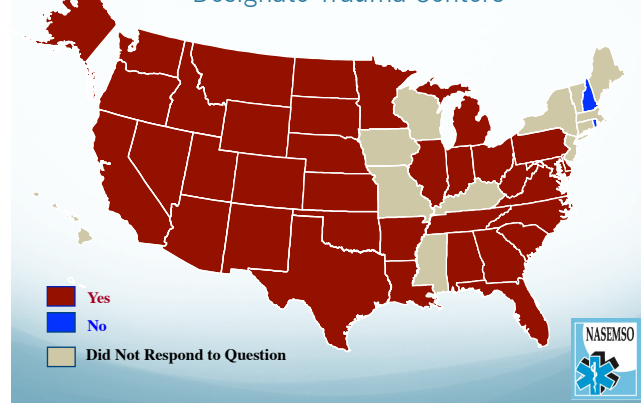 Designate Trauma Centers
Yes
No
Did Not Respond to Question
NASEMSO